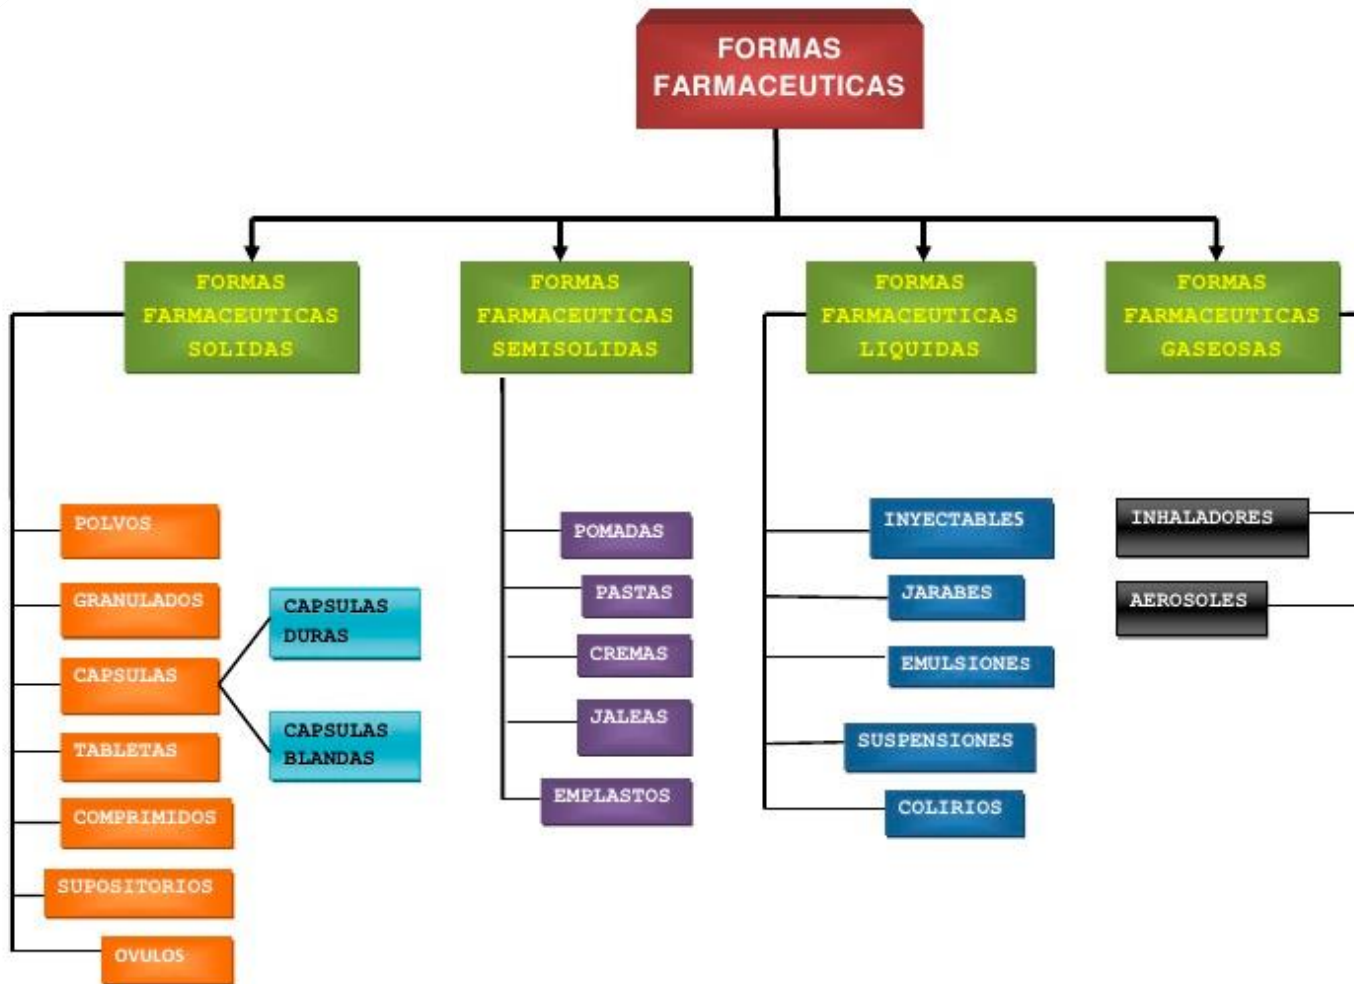 FORMAS
FARMACEUTICAS
FORMAS
FARMACEUTICAS
SOLIDAS
FORMAS
FARMACEUTICAS
SEMISOLIDAS
FORMAS
FARMACEUTICAS
LIQUIDAS
FORMAS
FARMACEUTICAS
GASEOSAS
POLVOS
GRANULADOS
CAPSULAS
CAPSULAS
DURAS
CAPSULAS
BLANDAS
TABLETAS
COMPRIMIDOS
SUPOSITORIOS
OVULOS
POMADAS
PASTAS
CREMAS
JALEAS
EMPLASTOS
INYECTABLES
JARABES
EMULSIONES
SUSPENSIONES
COLIRIOS
INHALADORES
AEROSOLES